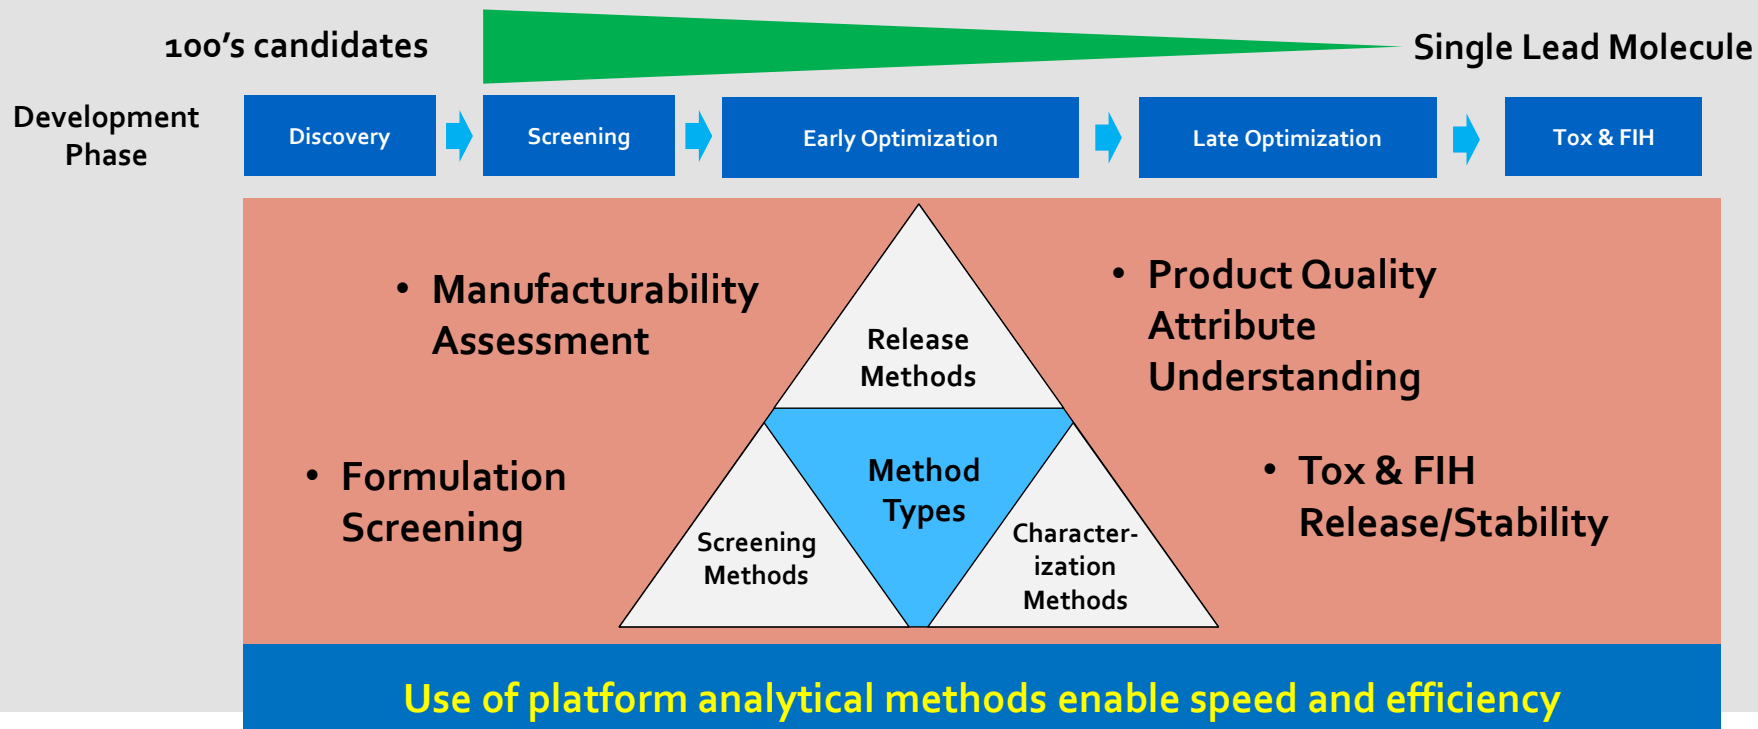 100's candidates
Single Lead Molecule
Development
Phase
Discovery
Screening
Early Optimization
Late Optimization
Tox & FIH
• Manufacturability
Assessment
• Product Quality
Attribute
Understanding
Release
Methods
• Formulation
Screening
Method
Types
• Tox & FIH
Release/Stability
Screening
Methods
Character-
ization
Methods
Use of platform analytical methods enable speed and efficiency